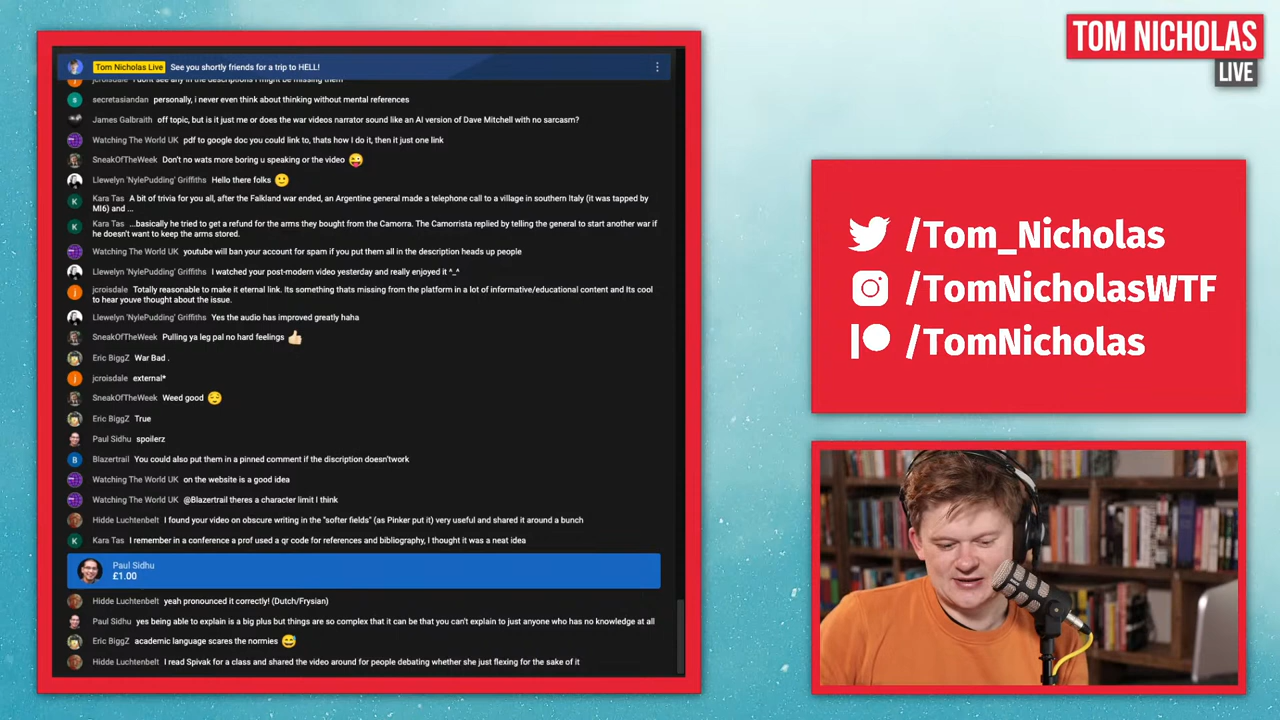 TOM NICHOLAS
LIVE
Tom Nicholas Live See you shortly friends for a trip to HELL!
jcroisdale I dont see any in the descriptions I might be missing them
secretasiandan personally, i never even think about thinking without mental references
James Galbraith off topic, but is it just me or does the war videos narrator sound like an AI version of Dave Mitchell with no sarcasm?
Watching The World UK pdf to google doc you could link to, thats how I do it, then it just one link
SneakOfTheWeek Don't no wats more boring u speaking or the video 😜
Llewelyn 'NylePudding' Griffiths Hello there folks 🙂
Kara Tas A bit of trivia for you all, after the Falkland war ended, an Argentine general made a telephone call to a village in southern Italy (it was tapped by
MI6) and ...
Kara Tas ...basically he tried to get a refund for the arms they bought from the Camorra. The Camorrista replied by telling the general to start another war if
he doesn't want to keep the arms stored.
Watching The World UK youtube will ban your account for spam if you put them all in the description heads up people
Llewelyn 'NylePudding' Griffiths I watched your post-modern video yesterday and really enjoyed it ^_^
jcroisdale Totally reasonable to make it eternal link. Its something thats missing from the platform in a lot of informative/educational content and Its cool
to hear youve thought about the issue.
Llewelyn 'NylePudding' Griffiths Yes the audio has improved greatly haha
SneakOfTheWeek Pulling ya leg pal no hard feelings 👍🏻
Eric BiggZ War Bad .
jcroisdale external*
SneakOfTheWeek Weed good 😌
Eric BiggZ True
Paul Sidhu spoilerz
Blazertrail You could also put them in a pinned comment if the discription doesn'twork
Watching The World UK on the website is a good idea
Watching The World UK @Blazertrail theres a character limit I think
Hidde Luchtenbelt I found your video on obscure writing in the "softer fields" (as Pinker put it) very useful and shared it around a bunch
Kara Tas I remember in a conference a prof used a qr code for references and bibliography, I thought it was a neat idea
Paul Sidhu
£1.00
Hidde Luchtenbelt yeah pronounced it correctly! (Dutch/Frysian)
Paul Sidhu yes being able to explain is a big plus but things are so complex that it can be that you can't explain to just anyone who has no knowledge at all
Eric BiggZ academic language scares the normies 😅
Hidde Luchtenbelt I read Spivak for a class and shared the video around for people debating whether she just flexing for the sake of it
/Tom_Nicholas
/TomNicholasWTF
/TomNicholas